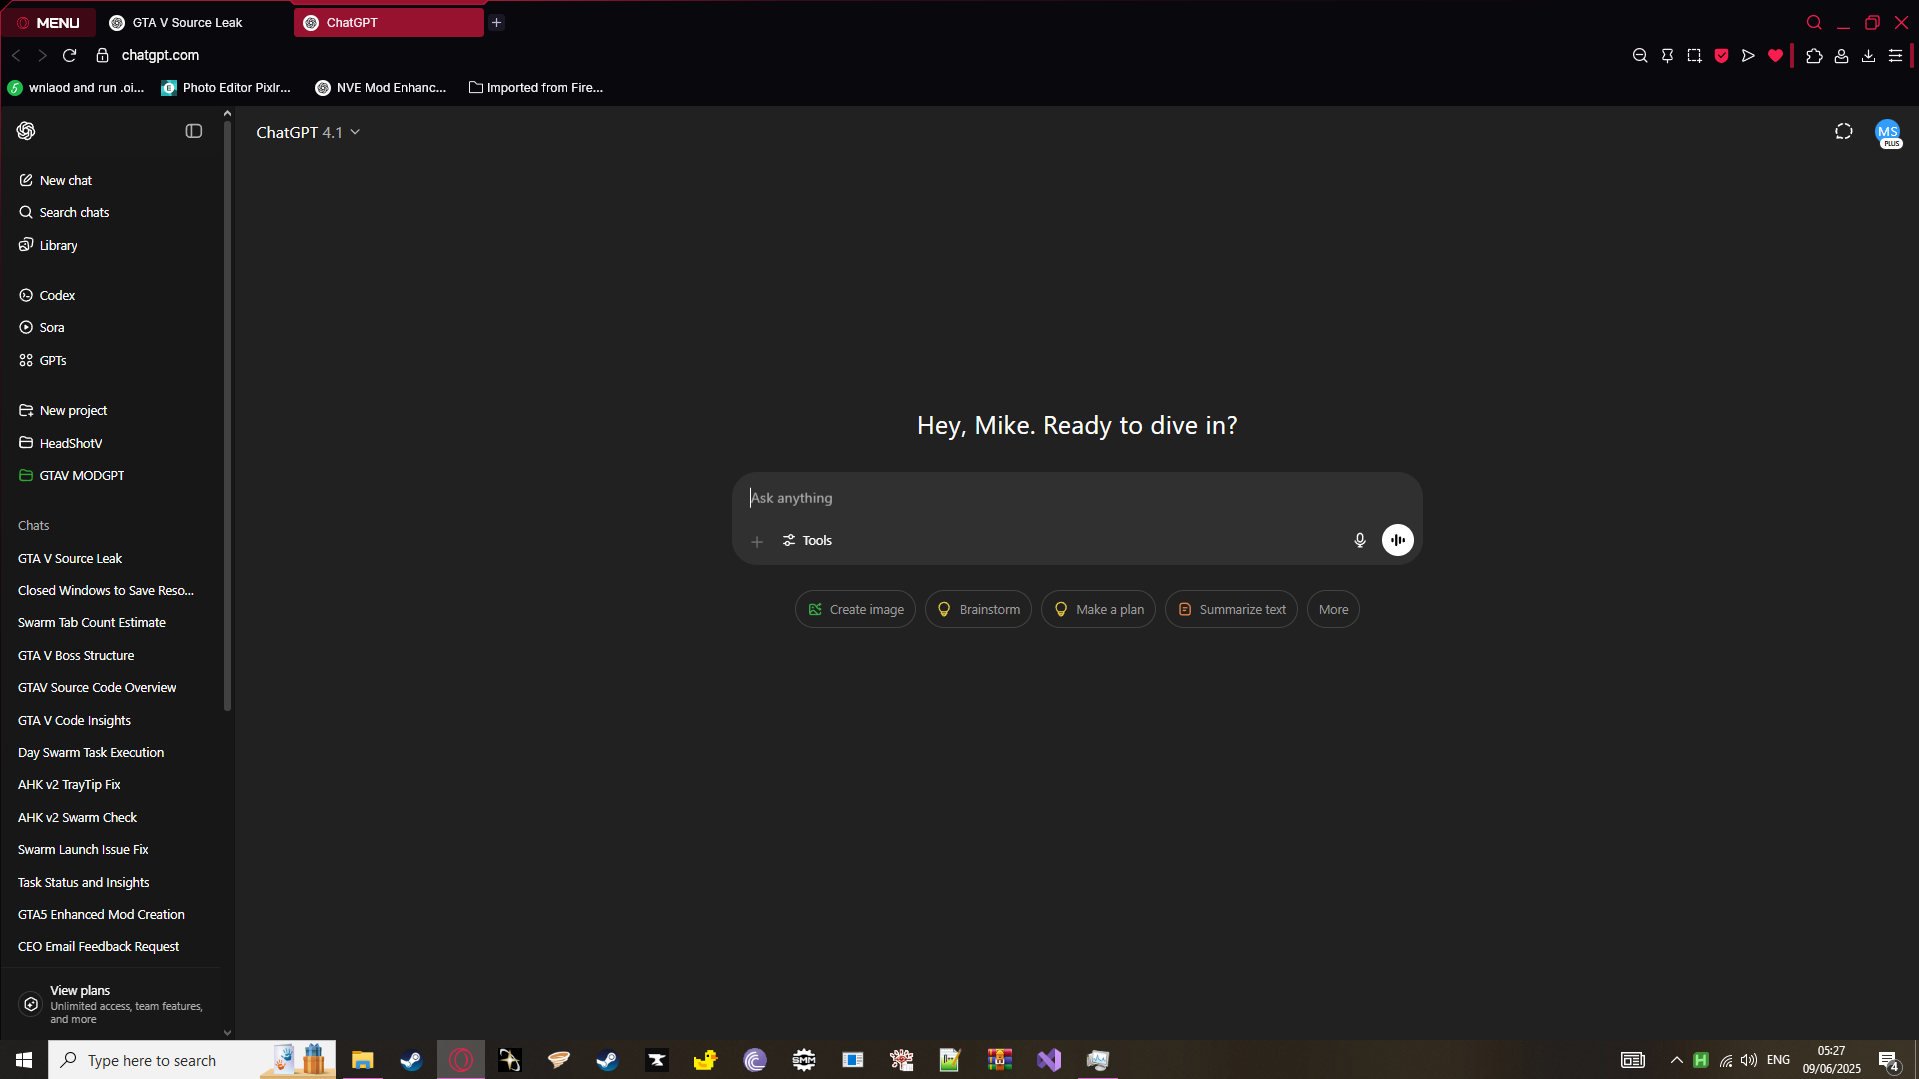 MENU
GTA V Source Leak
ChatGPT
chatgpt.com
wnlaod and run .oi...
Photo Editor Pixlr...
NVE Mod Enhanc...
Imported from Fire...
ChatGPT 4.1
MS
PLUS
New chat
Search chats
Library
Codex
Sora
GPTs
New project
HeadShotV
GTAV MODGPT
Chats
GTA V Source Leak
Closed Windows to Save Reso...
Swarm Tab Count Estimate
GTA V Boss Structure
GTAV Source Code Overview
GTA V Code Insights
Day Swarm Task Execution
AHK v2 TrayTip Fix
AHK v2 Swarm Check
Swarm Launch Issue Fix
Task Status and Insights
GTA5 Enhanced Mod Creation
CEO Email Feedback Request
View plans
Unlimited access, team features,
and more
Hey, Mike. Ready to dive in?
Ask anything
Tools
Create image
Brainstorm
Make a plan
Summarize text
More
Type here to search
SMM
H
ENG
05:27
09/06/2025
4